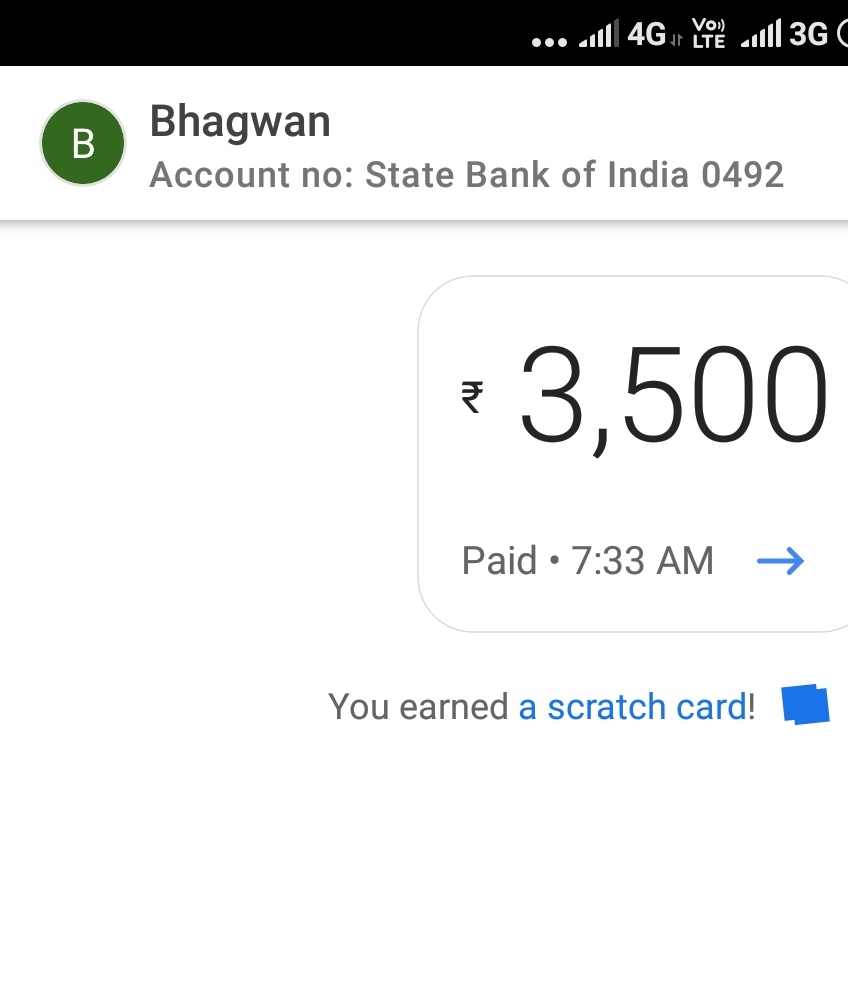 4G Vo)) LTE 3G
B
Bhagwan
Account no: State Bank of India 0492
₹ 3,500
Paid • 7:33 AM
You earned a scratch card!